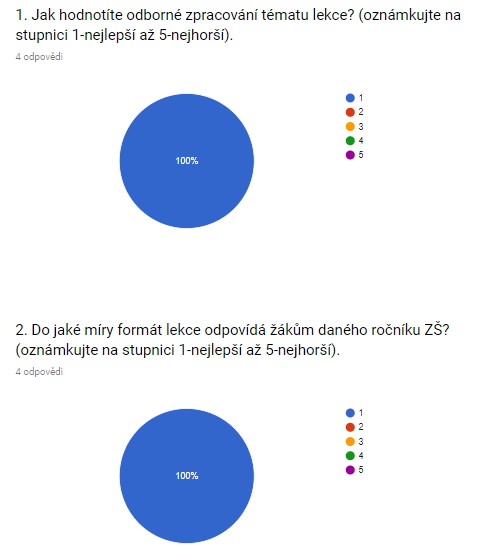 1. Jak hodnotíte odborné zpracování tématu lekce? (oznámkujte na
stupnici 1-nejlepší až 5-nejhorší).
4 odpovědi
1
2
3
4
5
100%
2. Do jaké míry formát lekce odpovídá žákům daného ročníku ZŠ?
(oznámkujte na stupnici 1-nejlepší až 5-nejhorší).
4 odpovědi
1
2
3
4
5
100%